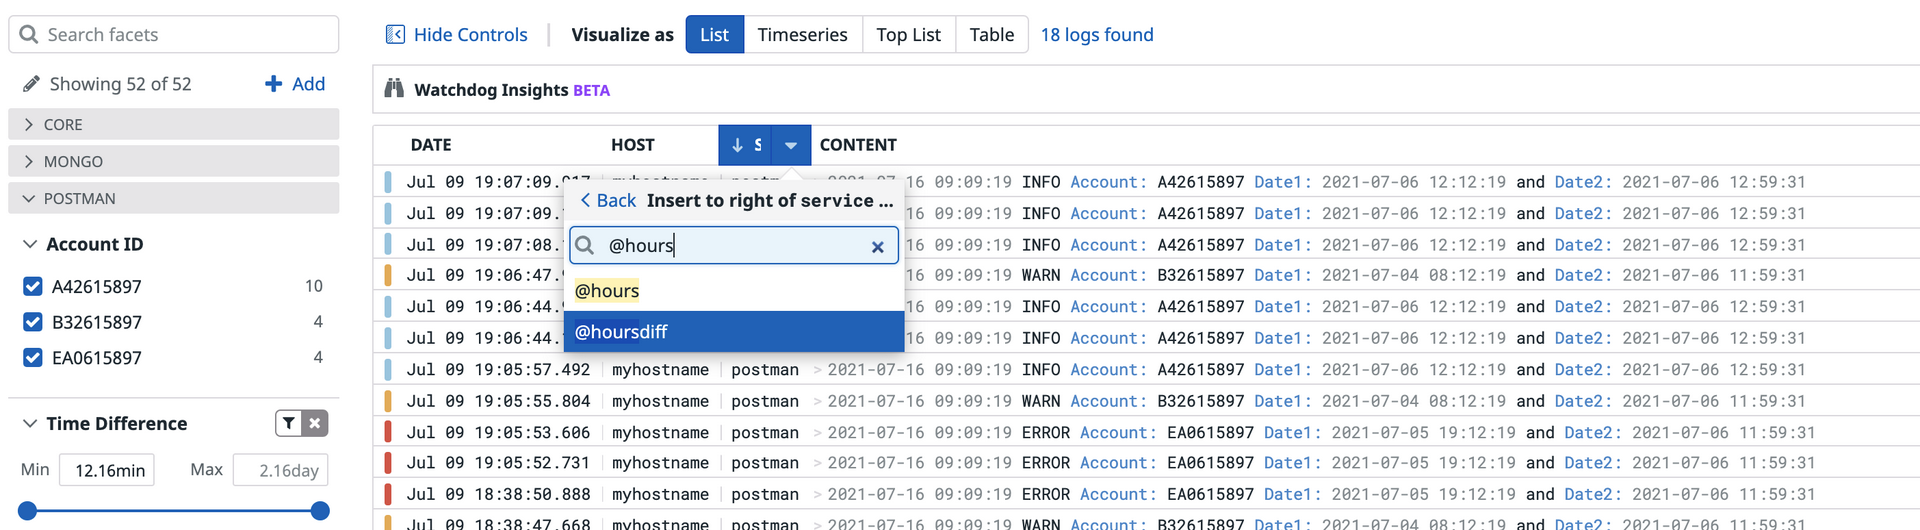 Search facets
Hide Controls Visualize as List Timeseries Top List Table 18 logs found
Showing 52 of 52 + Add
Watchdog Insights BETA
CORE
MONGO
POSTMAN
DATE HOST S CONTENT
Jul 09 19:07:09. INFO Account: A42615897 Date1: 2021-07-06 12:12:19 and Date2: 2021-07-06 12:59:31
Back Insert to right of service ...
@hours
@hours
@hoursdiff
Jul 09 19:07:09. 16 09:09:19 INFO Account: A42615897 Date1: 2021-07-06 12:12:19 and Date2: 2021-07-06 12:59:31
Jul 09 19:07:08. 16 09:09:19 INFO Account: A42615897 Date1: 2021-07-06 12:12:19 and Date2: 2021-07-06 12:59:31
Jul 09 19:06:47. 16 09:09:19 WARN Account: B32615897 Date1: 2021-07-04 08:12:19 and Date2: 2021-07-06 11:59:31
Jul 09 19:06:44. 16 09:09:19 INFO Account: A42615897 Date1: 2021-07-06 12:12:19 and Date2: 2021-07-06 12:59:31
Jul 09 19:06:44. 16 09:09:19 INFO Account: A42615897 Date1: 2021-07-06 12:12:19 and Date2: 2021-07-06 12:59:31
Jul 09 19:05:57.492 myhostname postman > 2021-07-16 09:09:19 INFO Account: A42615897 Date1: 2021-07-06 12:12:19 and Date2: 2021-07-06 12:59:31
Jul 09 19:05:55.804 myhostname postman > 2021-07-16 09:09:19 WARN Account: B32615897 Date1: 2021-07-04 08:12:19 and Date2: 2021-07-06 11:59:31
Jul 09 19:05:53.606 myhostname postman > 2021-07-16 09:09:19 ERROR Account: EA0615897 Date1: 2021-07-05 19:12:19 and Date2: 2021-07-06 11:59:31
Jul 09 19:05:52.731 myhostname postman > 2021-07-16 09:09:19 ERROR Account: EA0615897 Date1: 2021-07-05 19:12:19 and Date2: 2021-07-06 11:59:31
Jul 09 18:38:50.888 myhostname postman > 2021-07-16 09:09:19 ERROR Account: EA0615897 Date1: 2021-07-05 19:12:19 and Date2: 2021-07-06 11:59:31
Jul 09 18:38:47.668 myhostname postman > 2021-07-16 09:09:19 WARN Account: B32615897 Date1: 2021-07-04 08:12:19 and Date2: 2021-07-06 11:59:31
Account ID
A42615897 10
B32615897 4
EA0615897 4
Time Difference
Min 12.16min Max 2.16day